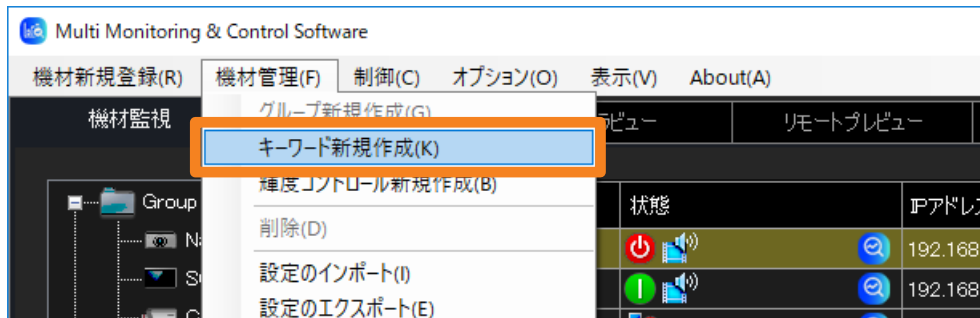 Multi Monitoring & Control Software
機材新規登録(R) 機材管理(F) 制御(C) オプション(O) 表示(V) About(A)
機材監視 リモートプレビュー
グループ新規作成(G)
キーワード新規作成(K)
輝度コントロール新規作成(B)
削除(D)
設定のインポート(I)
設定のエクスポート(E)
Group
状態 IPアドレス
192.168
192.168